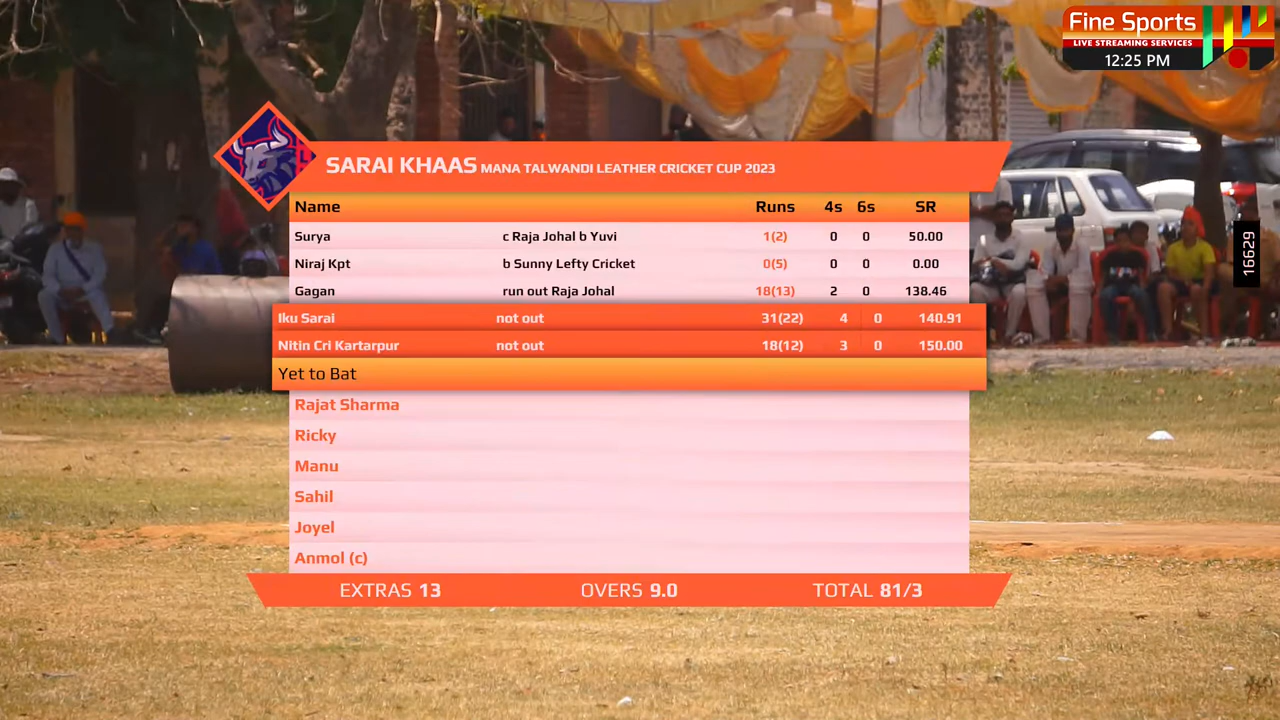 Fine Sports
LIVE STREAMING SERVICES
12:25 PM
SARAI KHAAS MANA TALWANDI LEATHER CRICKET CUP 2023
Name Runs 4s 6s SR
Surya c Raja Johal b Yuvi 1(2) 0 0 50.00
Niraj Kpt b Sunny Lefty Cricket 0(5) 0 0 0.00
Gagan run out Raja Johal 18(13) 2 0 138.46
Iku Sarai not out 31(22) 4 0 140.91
Nitin Cri Kartarpur not out 18(12) 3 0 150.00
Yet to Bat
Rajat Sharma
Ricky
Manu
Sahil
Joyel
Anmol (c)
EXTRAS 13 OVERS 9.0 TOTAL 81/3
16629